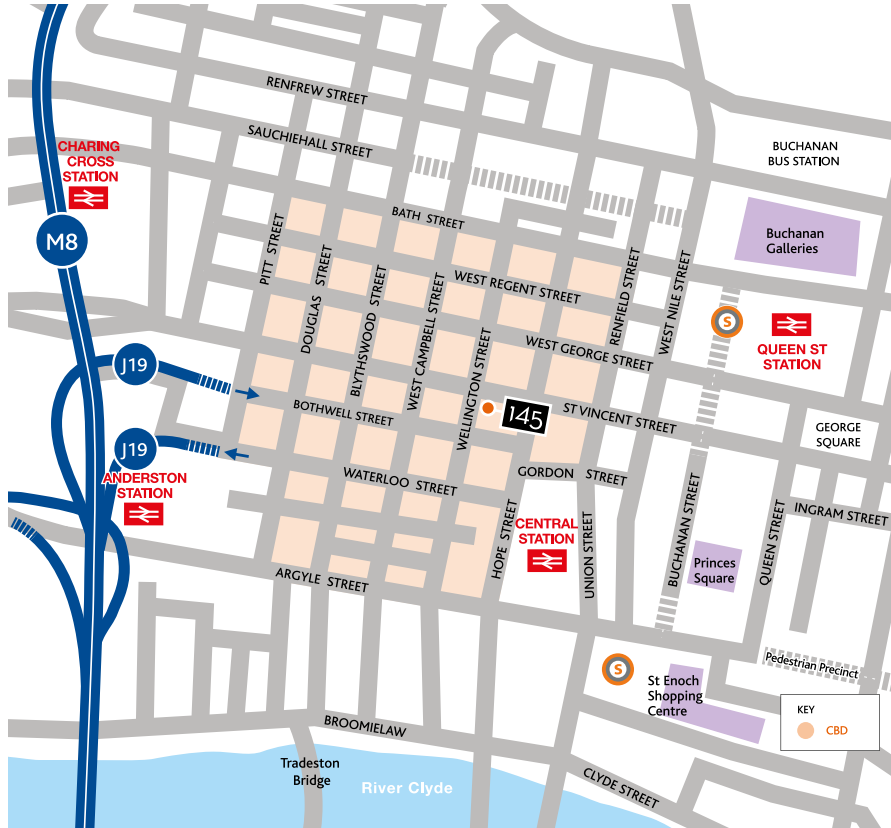 RENFREW STREET
SAUCHIEHALL STREET
CHARING
CROSS
STATION
BUCHANAN
BUS STATION
M8
BATH STREET
Buchanan
Galleries
PITT STREET
DOUGLAS STREET
BLYTHSWOOD STREET
WEST CAMPBELL STREET
WEST REGENT STREET
RENFIELD STREET
WEST NILE STREET
S
QUEEN ST
STATION
WELLINGTON STREET
WEST GEORGE STREET
J19
BOTHWELL STREET
145
ST VINCENT STREET
GEORGE
SQUARE
J19
ANDERSTON
STATION
WATERLOO STREET
GORDON STREET
HOPE STREET
CENTRAL
STATION
UNION STREET
BUCHANAN STREET
QUEEN STREET
INGRAM STREET
Princes
Square
ARGYLE STREET
S
St Enoch
Shopping
Centre
Pedestrian Precinct
KEY
CBD
BROOMIELAW
Tradeston
Bridge
River Clyde
CLYDE STREET